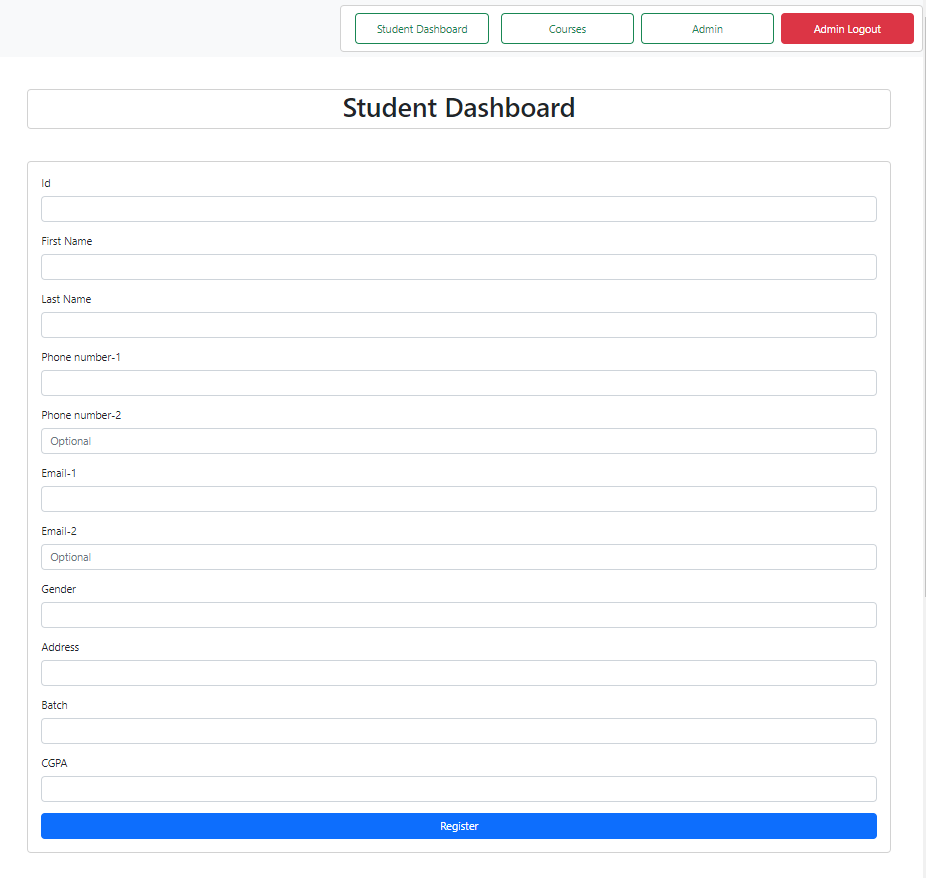 Student Dashboard Courses Admin Admin Logout
Student Dashboard
Id
First Name
Last Name
Phone number-1
Phone number-2
Optional
Email-1
Email-2
Optional
Gender
Address
Batch
CGPA
Register